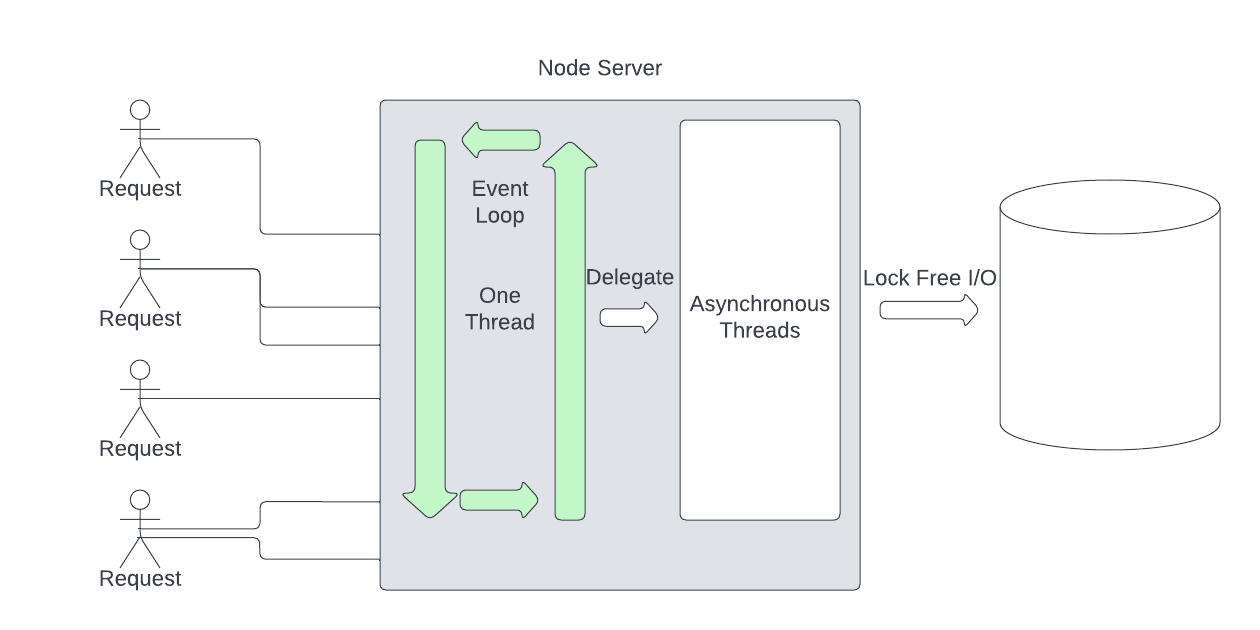 Node Server
Request
Request
Request
Request
Event
Loop
One
Thread
Delegate
Asynchronous
Threads
Lock Free I/O